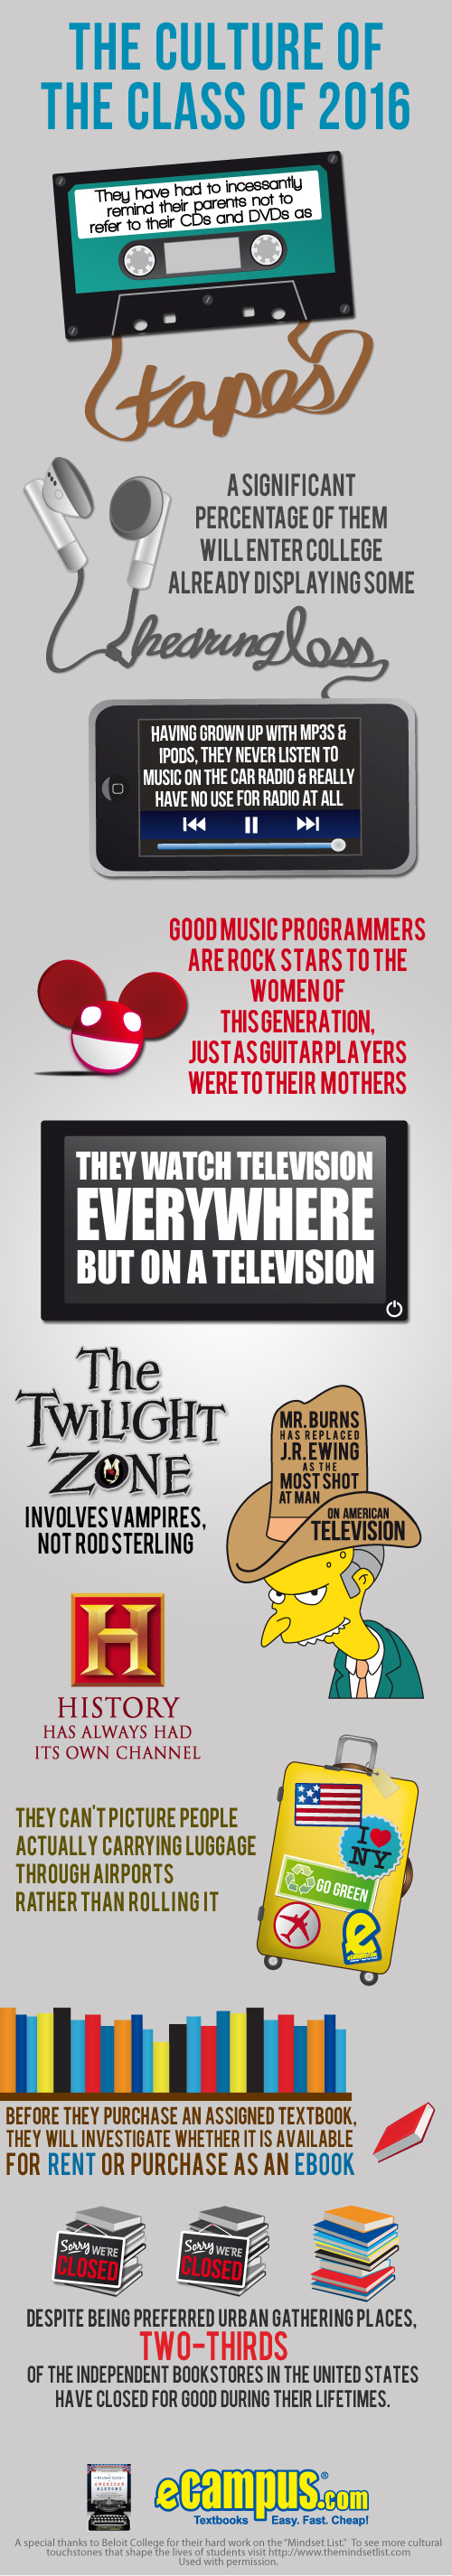 THE CULTURE OF
THE CLASS OF 2016
They have had to incessantly
remind their parents not to
refer to their CDs and DVDs as
tapes
A SIGNIFICANT
PERCENTAGE OF THEM
WILL ENTER COLLEGE
ALREADY DISPLAYING SOME
hearing loss
HAVING GROWN UP WITH MP3S &
IPODS, THEY NEVER LISTEN TO
MUSIC ON THE CAR RADIO & REALLY
HAVE NO USE FOR RADIO AT ALL
GOOD MUSIC PROGRAMMERS
ARE ROCK STARS TO THE
WOMEN OF
THIS GENERATION,
JUST AS GUITAR PLAYERS
WERE TO THEIR MOTHERS
THEY WATCH TELEVISION
EVERYWHERE
BUT ON A TELEVISION
The
TWILIGHT
ZONE
INVOLVES VAMPIRES,
NOT ROD STERLING
MR. BURNS
HAS REPLACED
J.R. EWING
AS THE
MOST SHOT
AT MAN
ON AMERICAN
TELEVISION
H
HISTORY
HAS ALWAYS HAD
ITS OWN CHANNEL
THEY CAN'T PICTURE PEOPLE
ACTUALLY CARRYING LUGGAGE
THROUGH AIRPORTS
RATHER THAN ROLLING IT
I
NY
GO GREEN
e
BEFORE THEY PURCHASE AN ASSIGNED TEXTBOOK,
THEY WILL INVESTIGATE WHETHER IT IS AVAILABLE
FOR RENT OR PURCHASE AS AN EBOOK
Sorry WE'RE
CLOSED
Sorry WE'RE
CLOSED
DESPITE BEING PREFERRED URBAN GATHERING PLACES,
TWO-THIRDS
OF THE INDEPENDENT BOOKSTORES IN THE UNITED STATES
HAVE CLOSED FOR GOOD DURING THEIR LIFETIMES.
eCampus.com®
Textbooks Easy. Fast. Cheap!
A special thanks to Beloit College for their hard work on the "Mindset List." To see more cultural
touchstones that shape the lives of students visit http://www.themindsetlist.com
Used with permission.